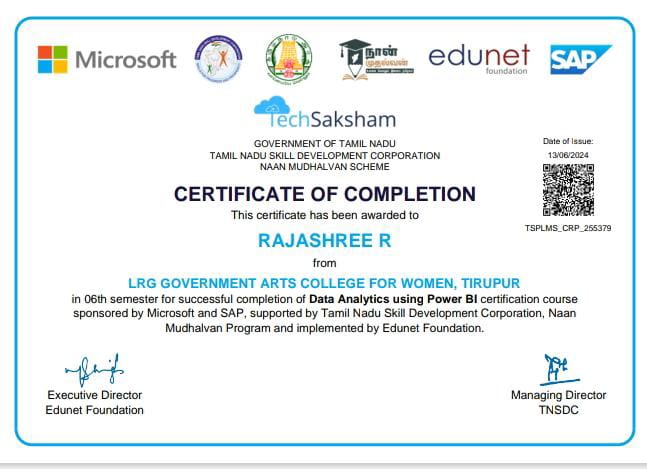 Microsoft
நான்
முதல்வன்
edunet
foundation
SAP
TechSaksham
GOVERNMENT OF TAMIL NADU
TAMIL NADU SKILL DEVELOPMENT CORPORATION
NAAN MUDHALVAN SCHEME
Date of Issue:
13/06/2024
TSPLMS_CRP_255379
CERTIFICATE OF COMPLETION
This certificate has been awarded to
RAJASHREE R
from
LRG GOVERNMENT ARTS COLLEGE FOR WOMEN, TIRUPUR
in 06th semester for successful completion of Data Analytics using Power BI certification course
sponsored by Microsoft and SAP, supported by Tamil Nadu Skill Development Corporation, Naan
Mudhalvan Program and implemented by Edunet Foundation.
Executive Director
Edunet Foundation
Managing Director
TNSDC